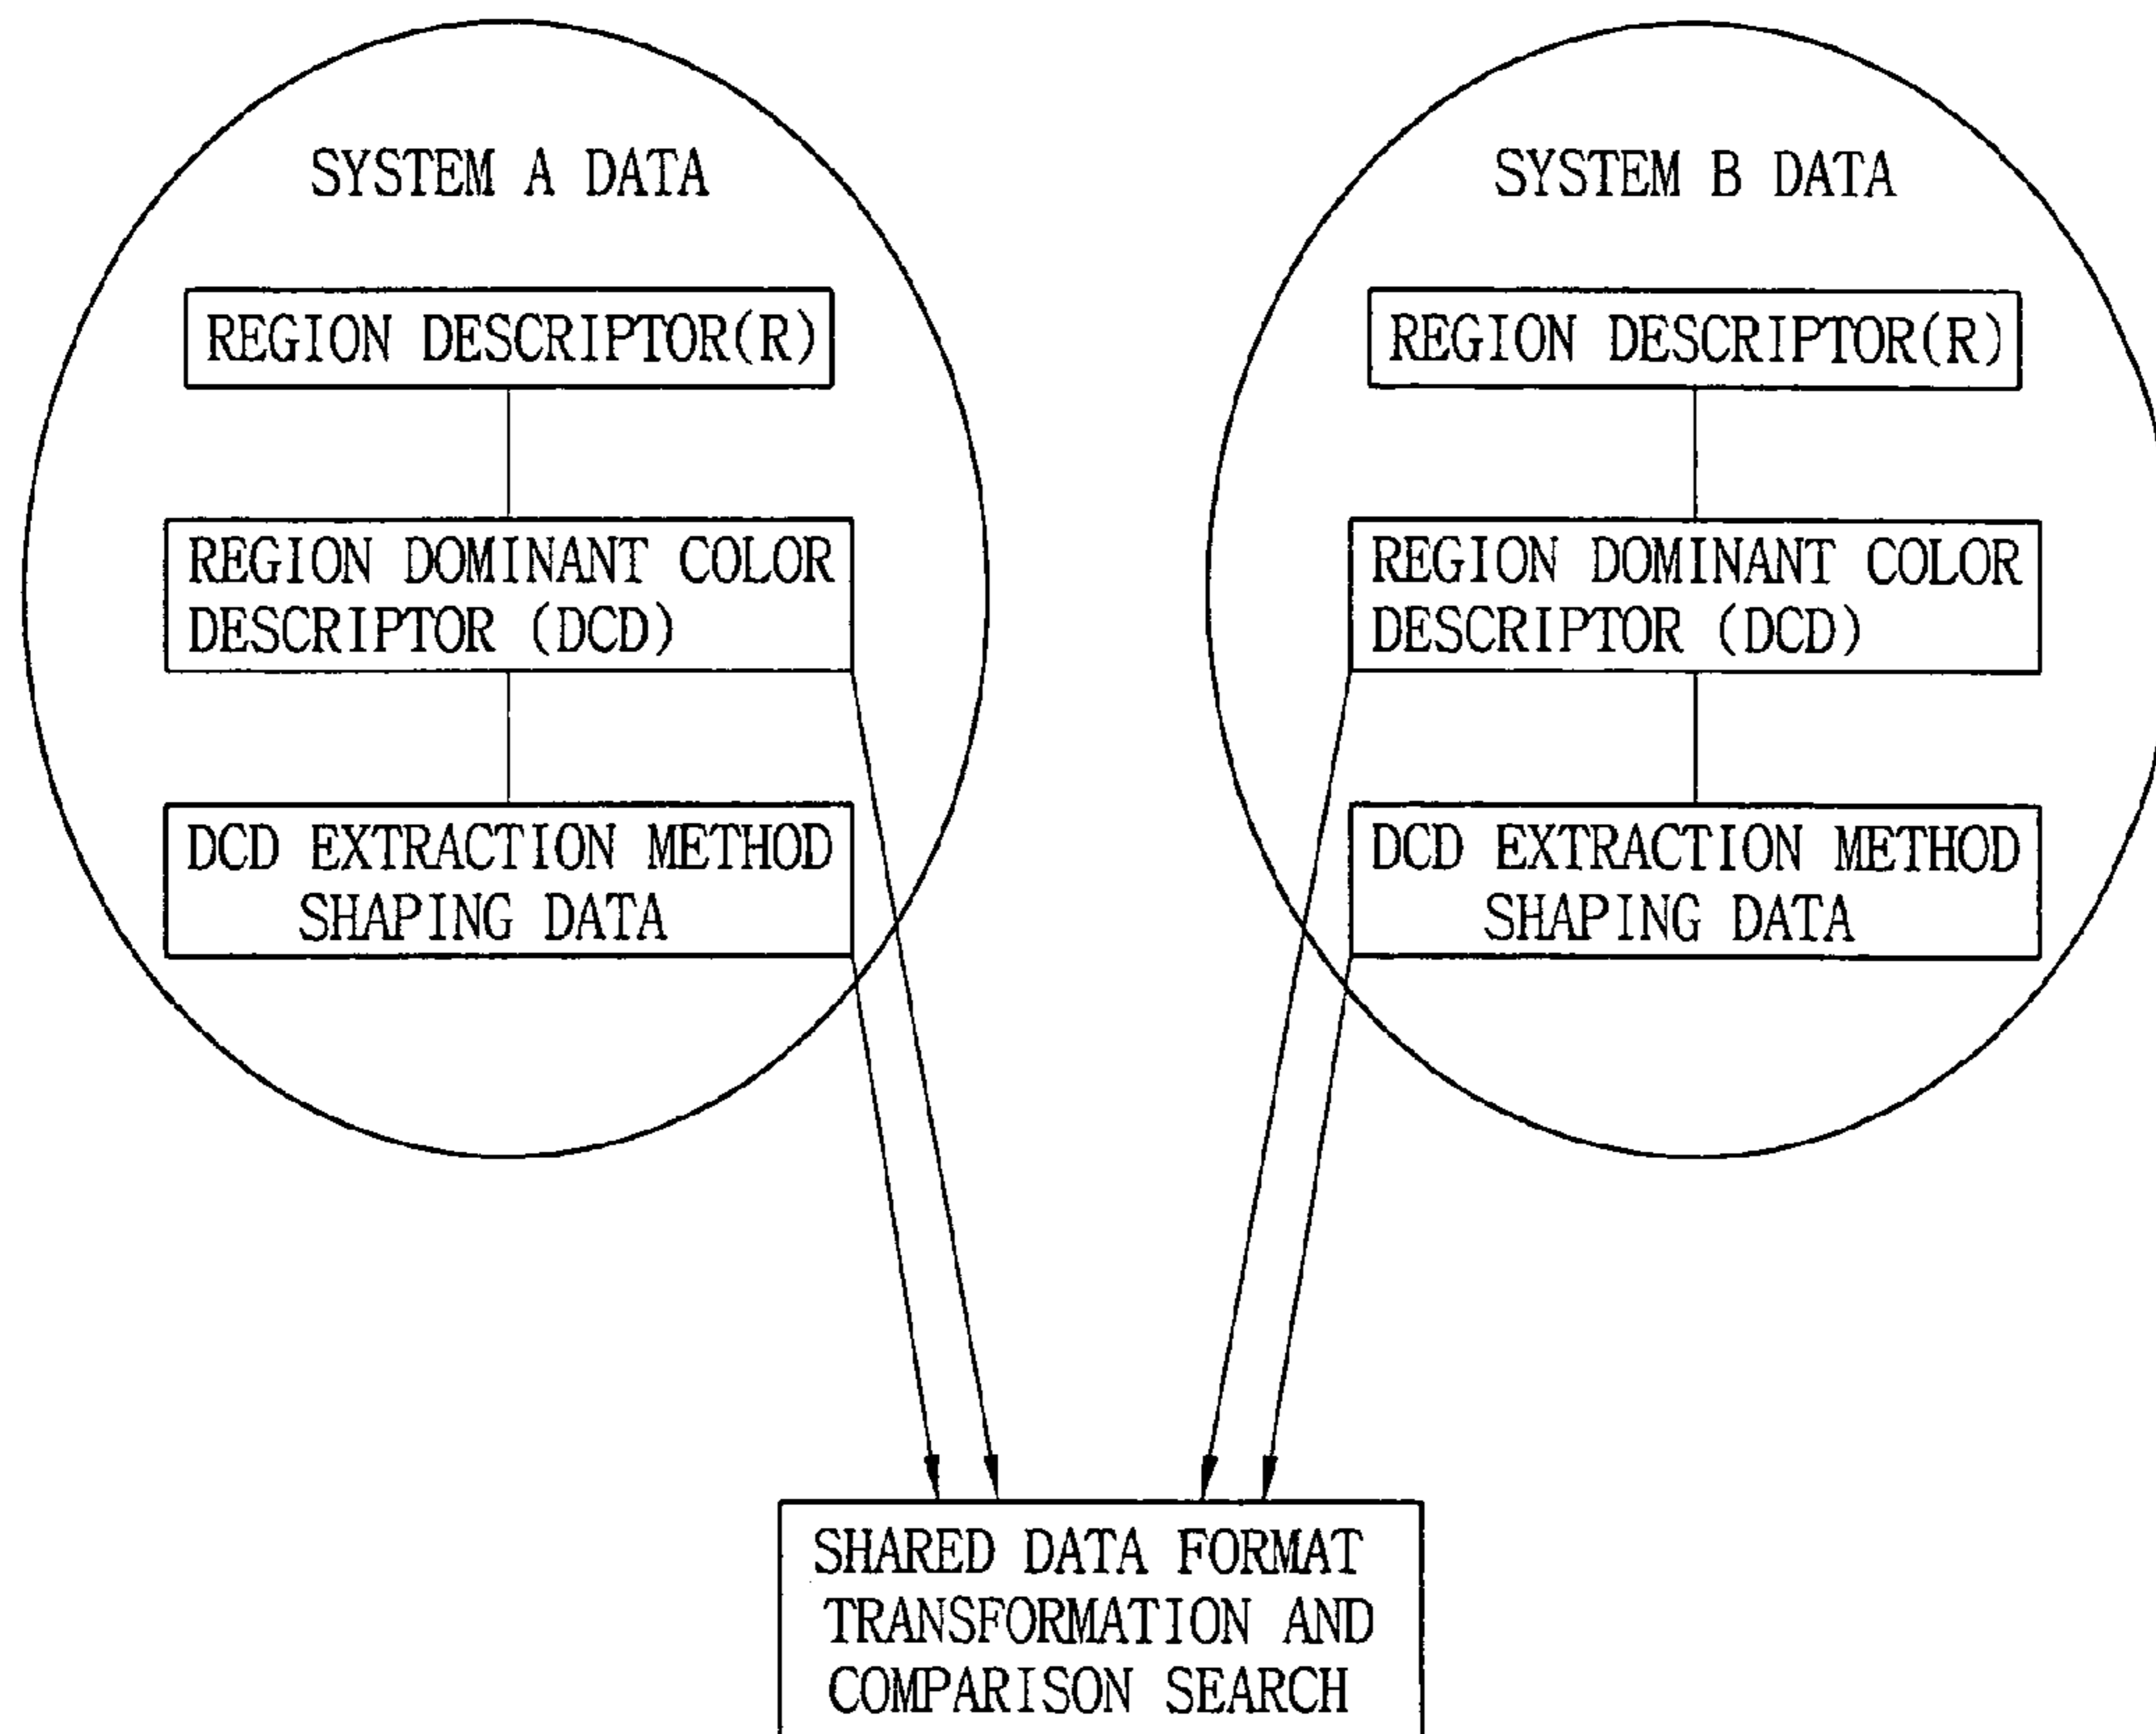 SYSTEM A DATA
REGION DESCRIPTOR(R)
REGION DOMINANT COLOR
DESCRIPTOR (DCD)
DCD EXTRACTION METHOD
SHAPING DATA
SYSTEM B DATA
REGION DESCRIPTOR(R)
REGION DOMINANT COLOR
DESCRIPTOR (DCD)
DCD EXTRACTION METHOD
SHAPING DATA
SHARED DATA FORMAT
TRANSFORMATION AND
COMPARISON SEARCH